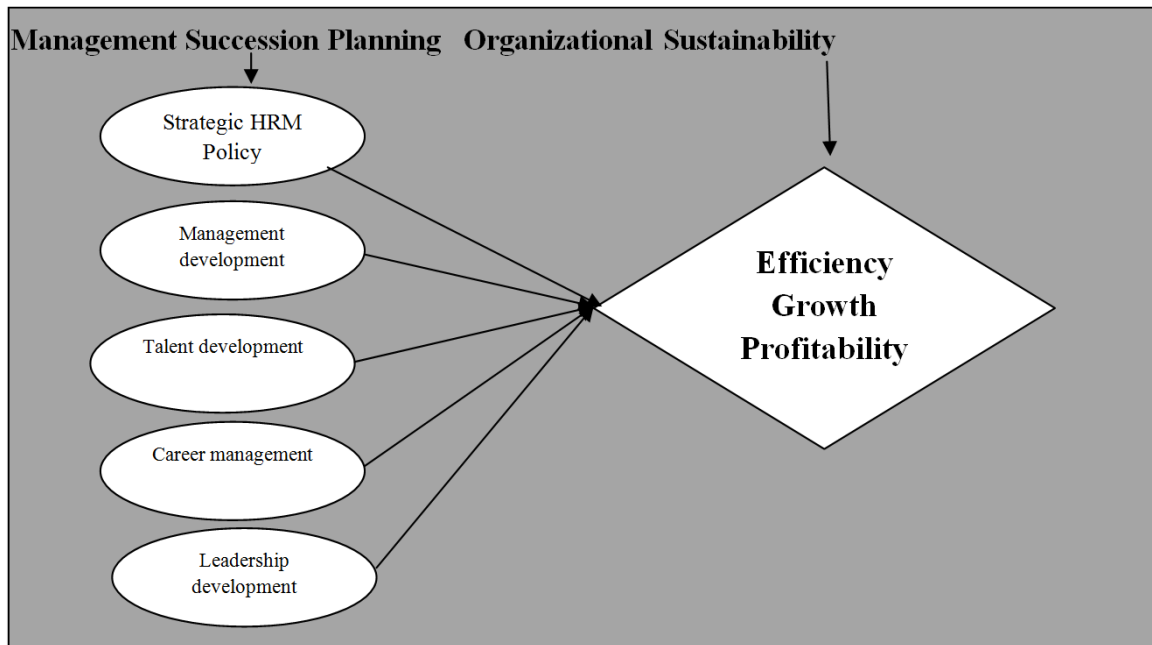 Management Succession Planning Organizational Sustainability
Strategic HRM
Policy
Management
development
Talent development
Career management
Leadership
development
Efficiency
Growth
Profitability